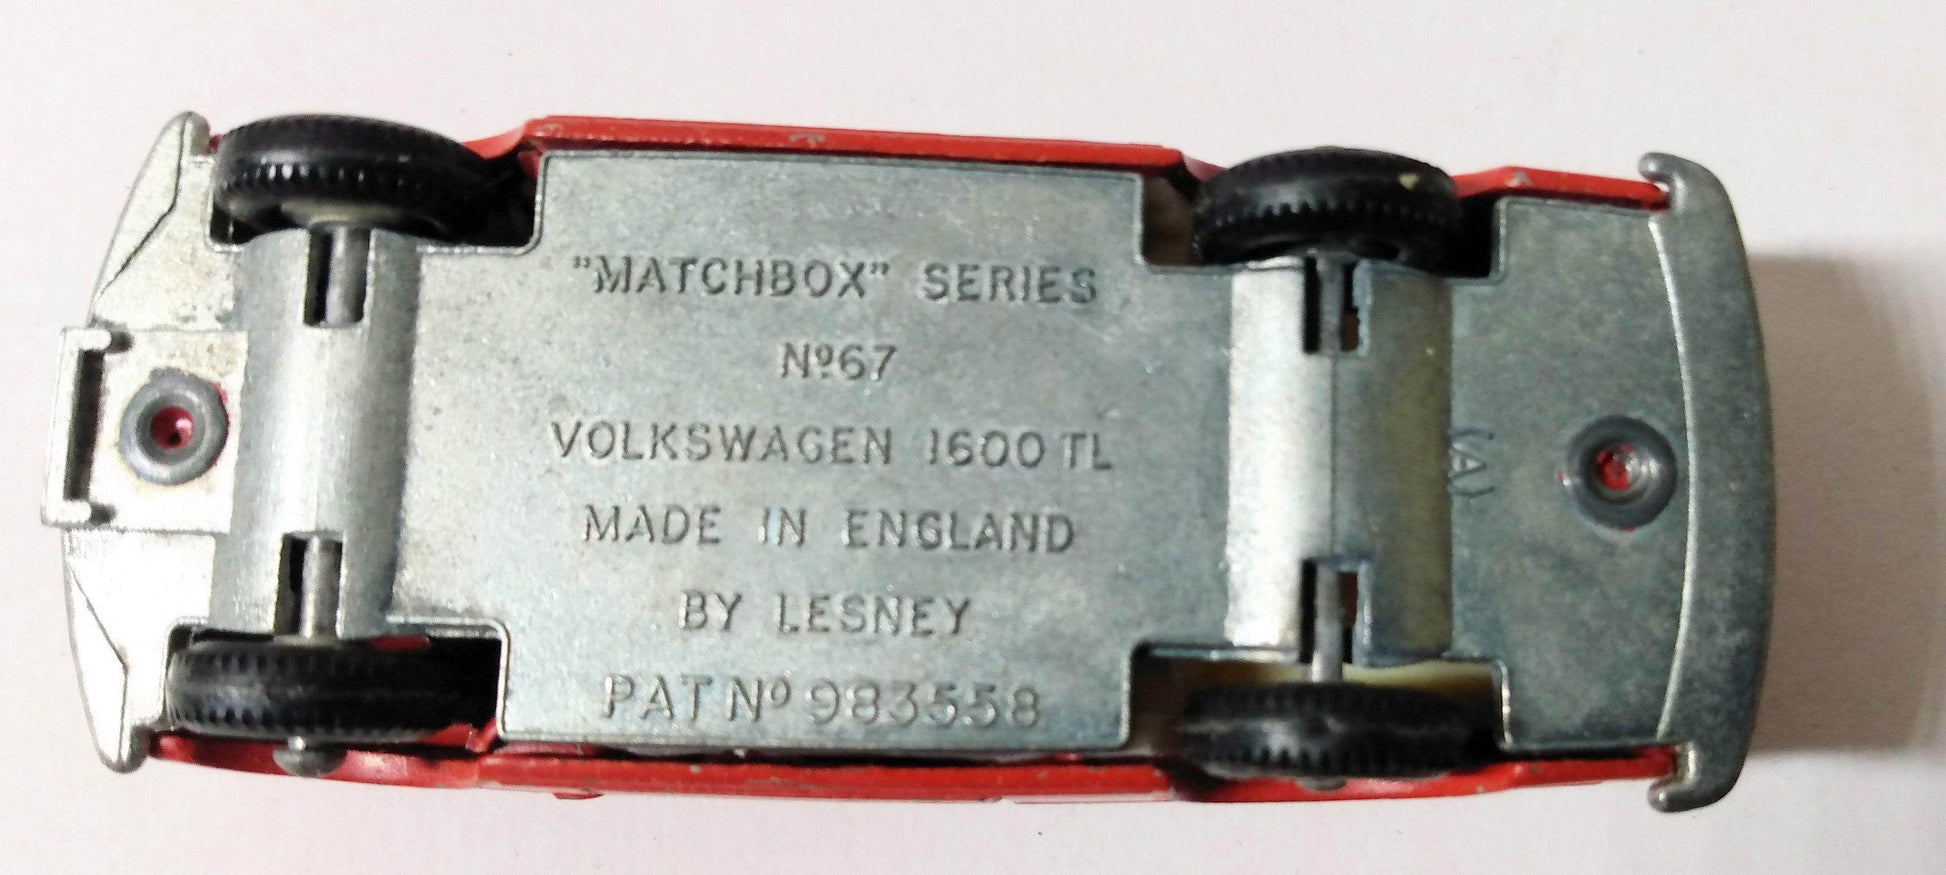 "MATCHBOX" SERIES
Nº67
VOLKSWAGEN 1600 TL
MADE IN ENGLAND
BY LESNEY
PAT Nº 983558
(A)